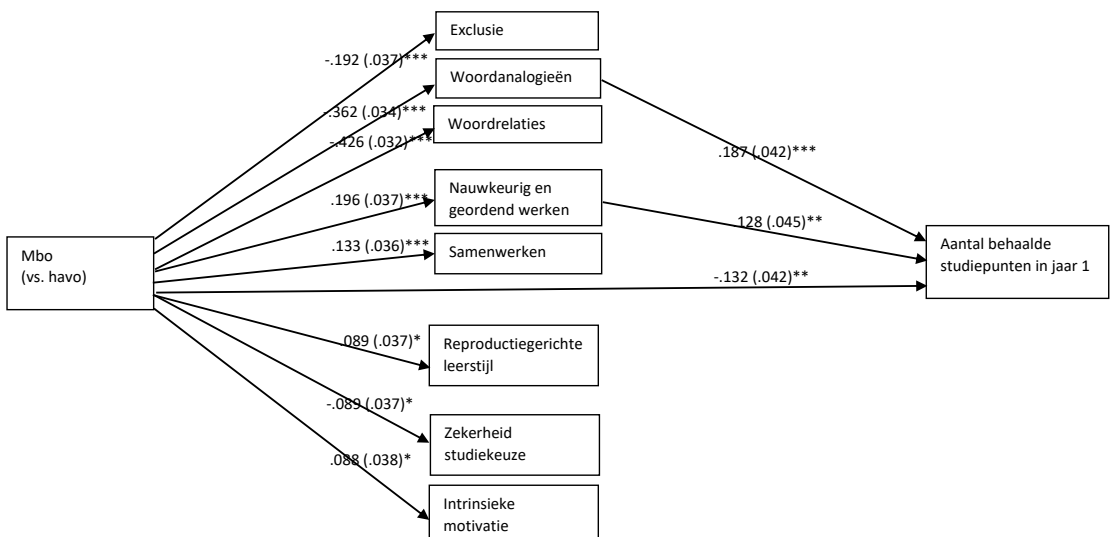 Exclusie
-.192 (.037)***
Woordanalogieën
-.362 (.034)***
Woordrelaties
-.426 (.032)***
.187 (.042)***
Nauwkeurig en
geordend werken
.196 (.037)***
.128 (.045)**
Mbo
(vs. havo)
Samenwerken
.133 (.036)***
Aantal behaalde
studiepunten in jaar 1
-.132 (.042)**
Reproductiegerichte
leerstijl
.089 (.037)*
-.089 (.037)*
Zekerheid
studiekeuze
.088 (.038)*
Intrinsieke
motivatie